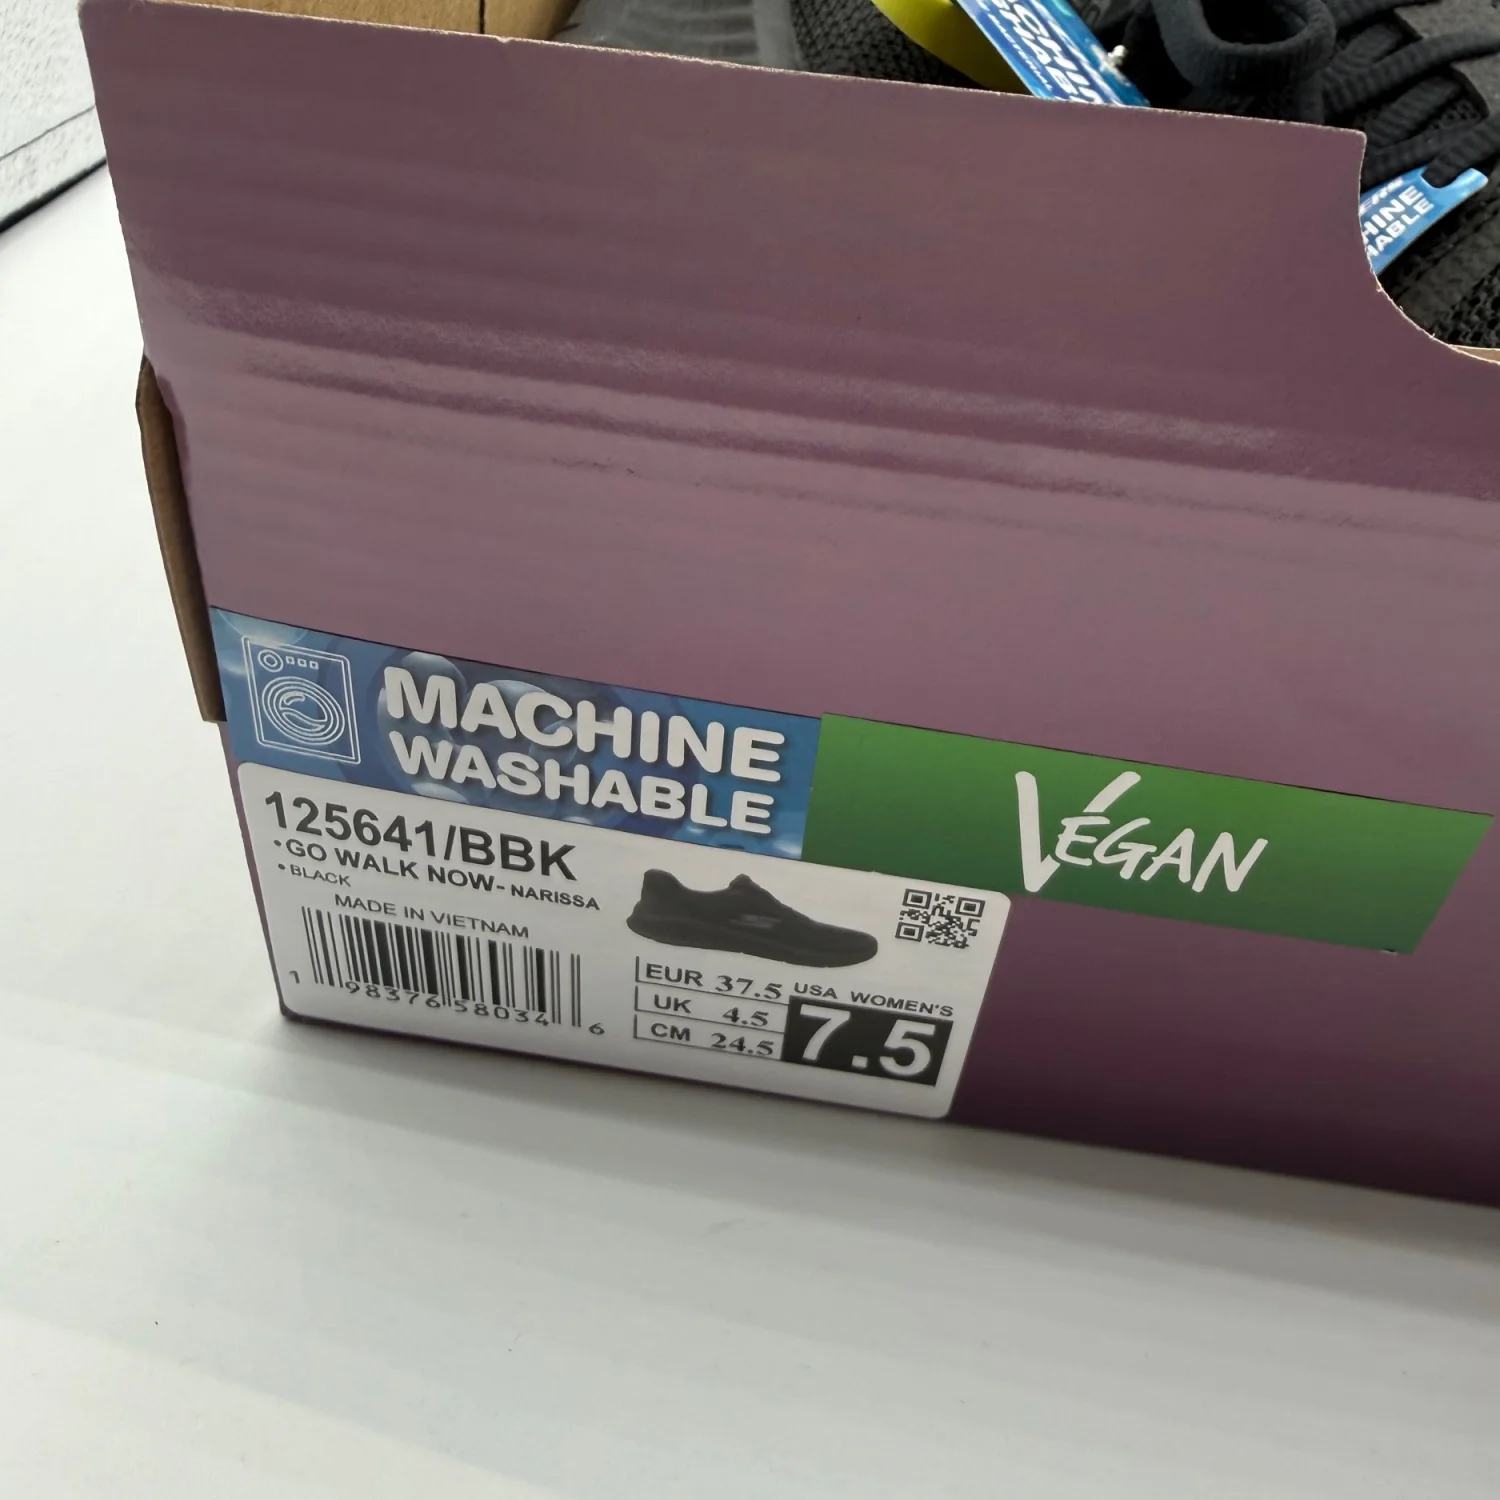 MACHINE
WASHABLE
VEGAN
125641/BBK
•GO WALK NOW- NARISSA
•BLACK
MADE IN VIETNAM
1 98376 58034 6
EUR 37.5
UK 4.5
CM 24.5
USA WOMEN'S
7.5